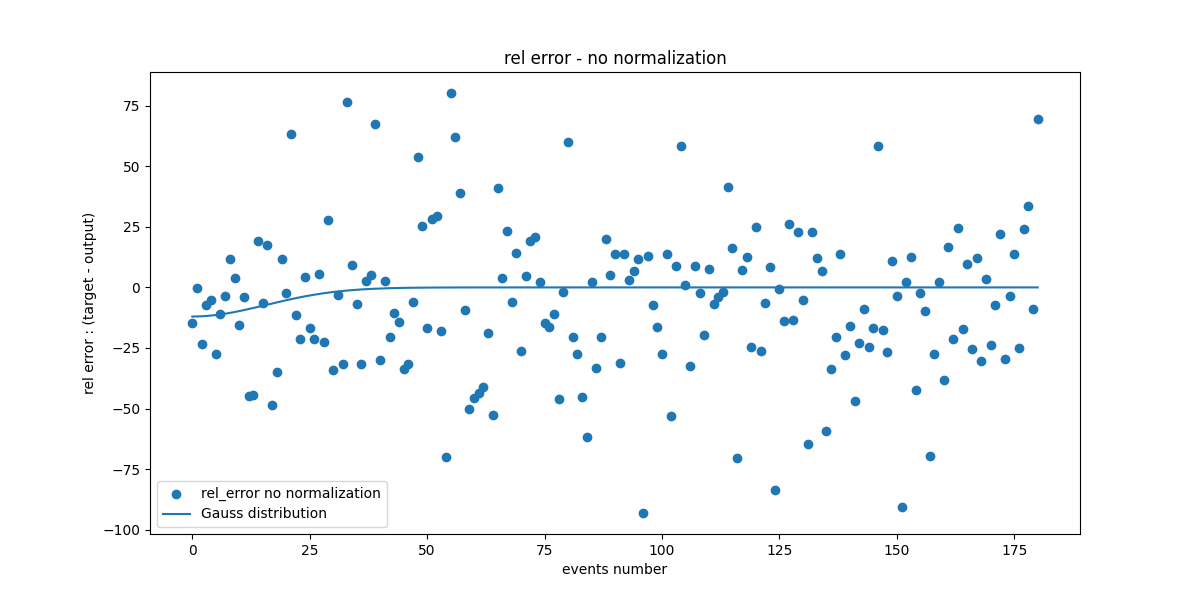 rel error - no normalization
rel error : (target - output)
75
50
25
0
−25
−50
−75
−100
rel_error no normalization
Gauss distribution
0 25 50 75 100 125 150 175
events number